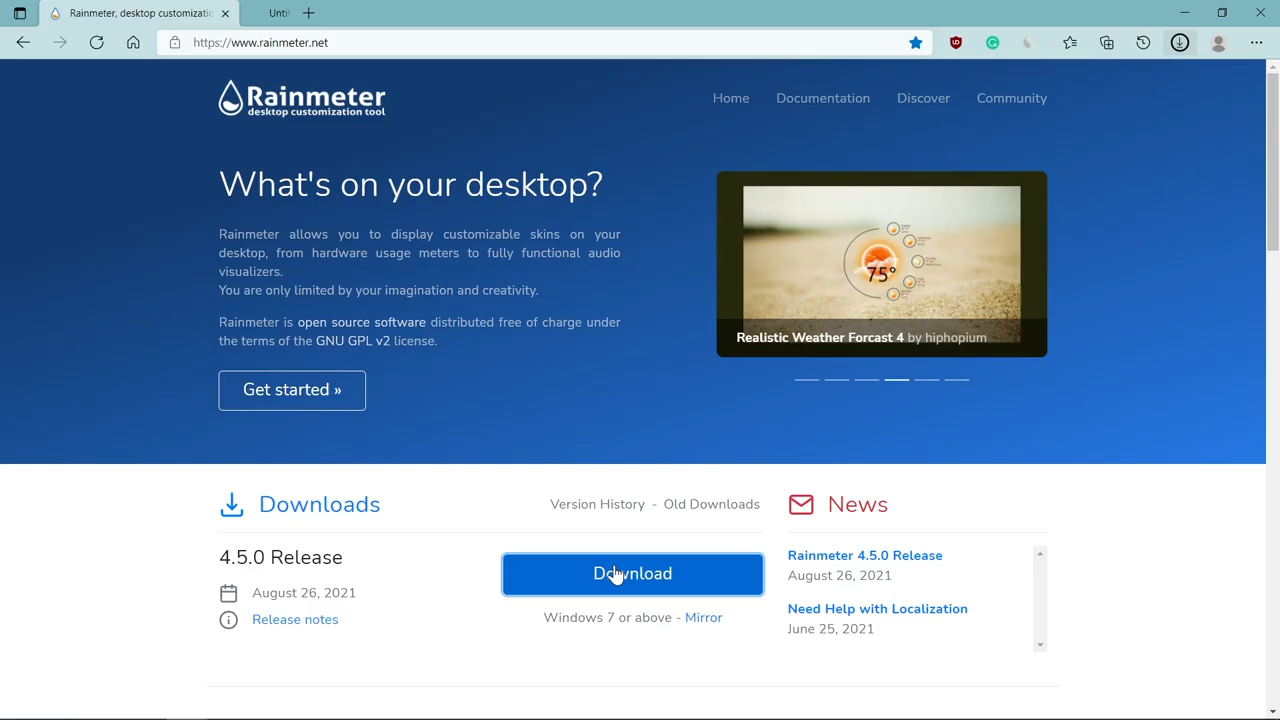 Rainmeter, desktop customizatio
Unti
https://www.rainmeter.net
Rainmeter
desktop customization tool
Home
Documentation
Discover
Community
What's on your desktop?
Rainmeter allows you to display customizable skins on your
desktop, from hardware usage meters to fully functional audio
visualizers.
You are only limited by your imagination and creativity.
Rainmeter is open source software distributed free of charge under
the terms of the GNU GPL v2 license.
Get started »
75°
Realistic Weather Forcast 4 by hiphopium
Downloads
Version History - Old Downloads
4.5.0 Release
August 26, 2021
Release notes
Download
Windows 7 or above - Mirror
News
Rainmeter 4.5.0 Release
August 26, 2021
Need Help with Localization
June 25, 2021